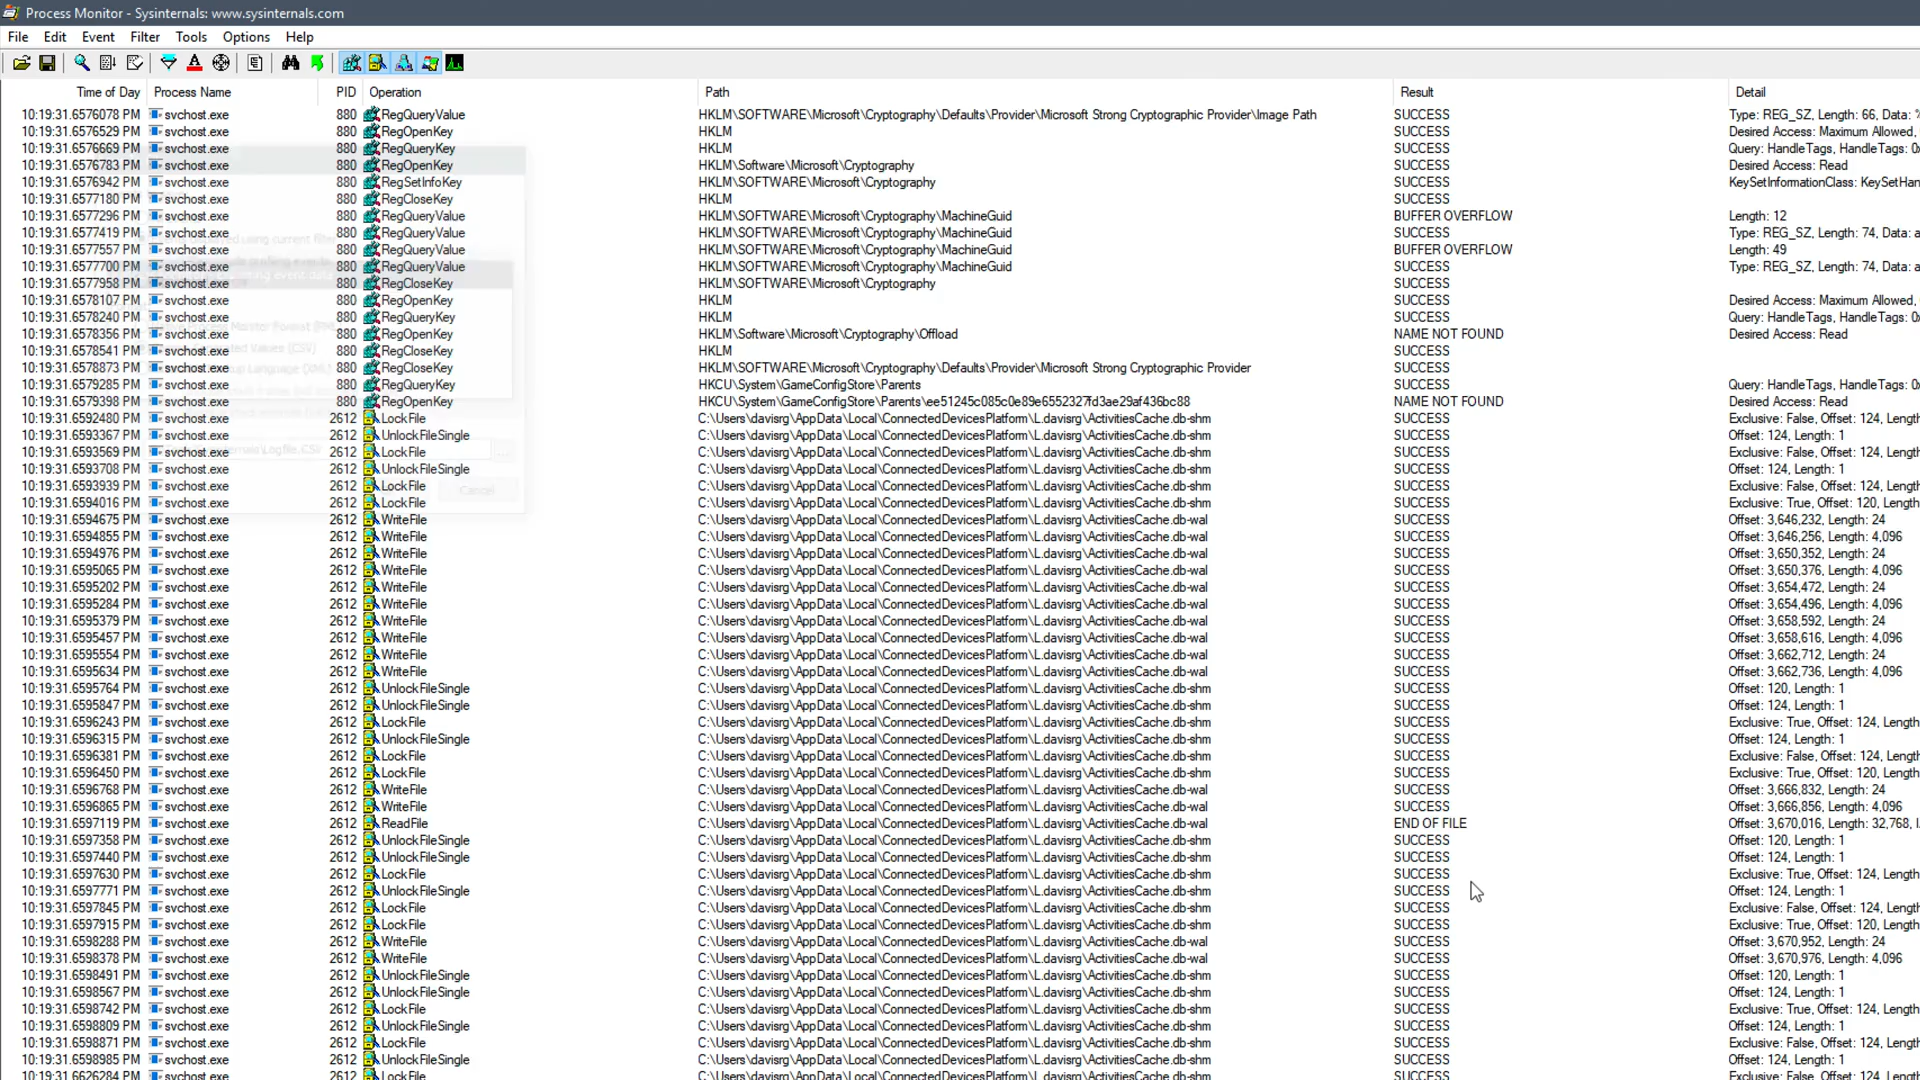 Process Monitor - Sysinternals: www.sysinternals.com
File Edit Event Filter Tools Options Help
Time of Day Process Name PID Operation Path Result Detail
10:19:31.6576078 PM svchost.exe 880 RegQueryValue HKLM\SOFTWARE\Microsoft\Cryptography\Defaults\Provider\Microsoft Strong Cryptographic Provider\Image Path SUCCESS Type: REG_SZ, Length: 66, Data:
10:19:31.6576529 PM svchost.exe 880 RegOpenKey HKLM SUCCESS Desired Access: Maximum Allowed,
10:19:31.6576669 PM svchost.exe 880 RegQueryKey HKLM SUCCESS Query: HandleTags, HandleTags: 0x
10:19:31.6576783 PM svchost.exe 880 RegOpenKey HKLM\Software\Microsoft\Cryptography SUCCESS Desired Access: Read
10:19:31.6576942 PM svchost.exe 880 RegSetInfoKey HKLM\SOFTWARE\Microsoft\Cryptography SUCCESS KeySetInformationClass: KeySetHan
10:19:31.6577180 PM svchost.exe 880 RegCloseKey HKLM SUCCESS
10:19:31.6577296 PM svchost.exe 880 RegQueryValue HKLM\SOFTWARE\Microsoft\Cryptography\MachineGuid BUFFER OVERFLOW Length: 12
10:19:31.6577419 PM svchost.exe 880 RegQueryValue HKLM\SOFTWARE\Microsoft\Cryptography\MachineGuid SUCCESS Type: REG_SZ, Length: 74, Data: a
10:19:31.6577557 PM svchost.exe 880 RegQueryValue HKLM\SOFTWARE\Microsoft\Cryptography\MachineGuid BUFFER OVERFLOW Length: 49
10:19:31.6577700 PM svchost.exe 880 RegQueryValue HKLM\SOFTWARE\Microsoft\Cryptography\MachineGuid SUCCESS Type: REG_SZ, Length: 74, Data: a
10:19:31.6577958 PM svchost.exe 880 RegCloseKey HKLM\SOFTWARE\Microsoft\Cryptography SUCCESS
10:19:31.6578107 PM svchost.exe 880 RegOpenKey HKLM SUCCESS Desired Access: Maximum Allowed,
10:19:31.6578240 PM svchost.exe 880 RegQueryKey HKLM SUCCESS Query: HandleTags, HandleTags: 0x
10:19:31.6578356 PM svchost.exe 880 RegOpenKey HKLM\Software\Microsoft\Cryptography\Offload NAME NOT FOUND Desired Access: Read
10:19:31.6578541 PM svchost.exe 880 RegCloseKey HKLM SUCCESS
10:19:31.6578873 PM svchost.exe 880 RegCloseKey HKLM\SOFTWARE\Microsoft\Cryptography\Defaults\Provider\Microsoft Strong Cryptographic Provider SUCCESS
10:19:31.6579285 PM svchost.exe 880 RegQueryKey HKCU\System\GameConfigStore\Parents SUCCESS Query: HandleTags, HandleTags: 0x
10:19:31.6579398 PM svchost.exe 880 RegOpenKey HKCU\System\GameConfigStore\Parents\ee51245c085c0e89e6552327fd3ae29af436bc88 NAME NOT FOUND Desired Access: Read
10:19:31.6592480 PM svchost.exe 2612 LockFile C:\Users\davisrg\AppData\Local\ConnectedDevicesPlatform\L.davisrg\ActivitiesCache.db-shm SUCCESS Exclusive: False, Offset: 124, Length
10:19:31.6593367 PM svchost.exe 2612 UnlockFileSingle C:\Users\davisrg\AppData\Local\ConnectedDevicesPlatform\L.davisrg\ActivitiesCache.db-shm SUCCESS Offset: 124, Length: 1
10:19:31.6593569 PM svchost.exe 2612 LockFile C:\Users\davisrg\AppData\Local\ConnectedDevicesPlatform\L.davisrg\ActivitiesCache.db-shm SUCCESS Exclusive: False, Offset: 124, Length
10:19:31.6593708 PM svchost.exe 2612 UnlockFileSingle C:\Users\davisrg\AppData\Local\ConnectedDevicesPlatform\L.davisrg\ActivitiesCache.db-shm SUCCESS Offset: 124, Length: 1
10:19:31.6593939 PM svchost.exe 2612 LockFile C:\Users\davisrg\AppData\Local\ConnectedDevicesPlatform\L.davisrg\ActivitiesCache.db-shm SUCCESS Exclusive: False, Offset: 124, Length
10:19:31.6594016 PM svchost.exe 2612 LockFile C:\Users\davisrg\AppData\Local\ConnectedDevicesPlatform\L.davisrg\ActivitiesCache.db-shm SUCCESS Exclusive: True, Offset: 120, Length
10:19:31.6594675 PM svchost.exe 2612 WriteFile C:\Users\davisrg\AppData\Local\ConnectedDevicesPlatform\L.davisrg\ActivitiesCache.db-wal SUCCESS Offset: 3,646,232, Length: 24
10:19:31.6594855 PM svchost.exe 2612 WriteFile C:\Users\davisrg\AppData\Local\ConnectedDevicesPlatform\L.davisrg\ActivitiesCache.db-wal SUCCESS Offset: 3,646,256, Length: 4,096
10:19:31.6594976 PM svchost.exe 2612 WriteFile C:\Users\davisrg\AppData\Local\ConnectedDevicesPlatform\L.davisrg\ActivitiesCache.db-wal SUCCESS Offset: 3,650,352, Length: 24
10:19:31.6595065 PM svchost.exe 2612 WriteFile C:\Users\davisrg\AppData\Local\ConnectedDevicesPlatform\L.davisrg\ActivitiesCache.db-wal SUCCESS Offset: 3,650,376, Length: 4,096
10:19:31.6595202 PM svchost.exe 2612 WriteFile C:\Users\davisrg\AppData\Local\ConnectedDevicesPlatform\L.davisrg\ActivitiesCache.db-wal SUCCESS Offset: 3,654,472, Length: 24
10:19:31.6595284 PM svchost.exe 2612 WriteFile C:\Users\davisrg\AppData\Local\ConnectedDevicesPlatform\L.davisrg\ActivitiesCache.db-wal SUCCESS Offset: 3,654,496, Length: 4,096
10:19:31.6595379 PM svchost.exe 2612 WriteFile C:\Users\davisrg\AppData\Local\ConnectedDevicesPlatform\L.davisrg\ActivitiesCache.db-wal SUCCESS Offset: 3,658,592, Length: 24
10:19:31.6595457 PM svchost.exe 2612 WriteFile C:\Users\davisrg\AppData\Local\ConnectedDevicesPlatform\L.davisrg\ActivitiesCache.db-wal SUCCESS Offset: 3,658,616, Length: 4,096
10:19:31.6595554 PM svchost.exe 2612 WriteFile C:\Users\davisrg\AppData\Local\ConnectedDevicesPlatform\L.davisrg\ActivitiesCache.db-wal SUCCESS Offset: 3,662,712, Length: 24
10:19:31.6595634 PM svchost.exe 2612 WriteFile C:\Users\davisrg\AppData\Local\ConnectedDevicesPlatform\L.davisrg\ActivitiesCache.db-wal SUCCESS Offset: 3,662,736, Length: 4,096
10:19:31.6595764 PM svchost.exe 2612 UnlockFileSingle C:\Users\davisrg\AppData\Local\ConnectedDevicesPlatform\L.davisrg\ActivitiesCache.db-shm SUCCESS Offset: 120, Length: 1
10:19:31.6595847 PM svchost.exe 2612 UnlockFileSingle C:\Users\davisrg\AppData\Local\ConnectedDevicesPlatform\L.davisrg\ActivitiesCache.db-shm SUCCESS Offset: 124, Length: 1
10:19:31.6596243 PM svchost.exe 2612 LockFile C:\Users\davisrg\AppData\Local\ConnectedDevicesPlatform\L.davisrg\ActivitiesCache.db-shm SUCCESS Exclusive: True, Offset: 124, Length
10:19:31.6596315 PM svchost.exe 2612 UnlockFileSingle C:\Users\davisrg\AppData\Local\ConnectedDevicesPlatform\L.davisrg\ActivitiesCache.db-shm SUCCESS Offset: 124, Length: 1
10:19:31.6596381 PM svchost.exe 2612 LockFile C:\Users\davisrg\AppData\Local\ConnectedDevicesPlatform\L.davisrg\ActivitiesCache.db-shm SUCCESS Exclusive: False, Offset: 124, Length
10:19:31.6596450 PM svchost.exe 2612 LockFile C:\Users\davisrg\AppData\Local\ConnectedDevicesPlatform\L.davisrg\ActivitiesCache.db-shm SUCCESS Exclusive: True, Offset: 120, Length
10:19:31.6596768 PM svchost.exe 2612 WriteFile C:\Users\davisrg\AppData\Local\ConnectedDevicesPlatform\L.davisrg\ActivitiesCache.db-wal SUCCESS Offset: 3,666,832, Length: 24
10:19:31.6596865 PM svchost.exe 2612 WriteFile C:\Users\davisrg\AppData\Local\ConnectedDevicesPlatform\L.davisrg\ActivitiesCache.db-wal SUCCESS Offset: 3,666,856, Length: 4,096
10:19:31.6597119 PM svchost.exe 2612 ReadFile C:\Users\davisrg\AppData\Local\ConnectedDevicesPlatform\L.davisrg\ActivitiesCache.db-wal END OF FILE Offset: 3,670,016, Length: 32,768, I
10:19:31.6597358 PM svchost.exe 2612 UnlockFileSingle C:\Users\davisrg\AppData\Local\ConnectedDevicesPlatform\L.davisrg\ActivitiesCache.db-shm SUCCESS Offset: 120, Length: 1
10:19:31.6597440 PM svchost.exe 2612 UnlockFileSingle C:\Users\davisrg\AppData\Local\ConnectedDevicesPlatform\L.davisrg\ActivitiesCache.db-shm SUCCESS Offset: 124, Length: 1
10:19:31.6597630 PM svchost.exe 2612 LockFile C:\Users\davisrg\AppData\Local\ConnectedDevicesPlatform\L.davisrg\ActivitiesCache.db-shm SUCCESS Exclusive: True, Offset: 124, Length
10:19:31.6597771 PM svchost.exe 2612 UnlockFileSingle C:\Users\davisrg\AppData\Local\ConnectedDevicesPlatform\L.davisrg\ActivitiesCache.db-shm SUCCESS Offset: 124, Length: 1
10:19:31.6597845 PM svchost.exe 2612 LockFile C:\Users\davisrg\AppData\Local\ConnectedDevicesPlatform\L.davisrg\ActivitiesCache.db-shm SUCCESS Exclusive: False, Offset: 124, Length
10:19:31.6597915 PM svchost.exe 2612 LockFile C:\Users\davisrg\AppData\Local\ConnectedDevicesPlatform\L.davisrg\ActivitiesCache.db-shm SUCCESS Exclusive: True, Offset: 120, Length
10:19:31.6598288 PM svchost.exe 2612 WriteFile C:\Users\davisrg\AppData\Local\ConnectedDevicesPlatform\L.davisrg\ActivitiesCache.db-wal SUCCESS Offset: 3,670,952, Length: 24
10:19:31.6598378 PM svchost.exe 2612 WriteFile C:\Users\davisrg\AppData\Local\ConnectedDevicesPlatform\L.davisrg\ActivitiesCache.db-wal SUCCESS Offset: 3,670,976, Length: 4,096
10:19:31.6598491 PM svchost.exe 2612 UnlockFileSingle C:\Users\davisrg\AppData\Local\ConnectedDevicesPlatform\L.davisrg\ActivitiesCache.db-shm SUCCESS Offset: 120, Length: 1
10:19:31.6598567 PM svchost.exe 2612 UnlockFileSingle C:\Users\davisrg\AppData\Local\ConnectedDevicesPlatform\L.davisrg\ActivitiesCache.db-shm SUCCESS Offset: 124, Length: 1
10:19:31.6598742 PM svchost.exe 2612 LockFile C:\Users\davisrg\AppData\Local\ConnectedDevicesPlatform\L.davisrg\ActivitiesCache.db-shm SUCCESS Exclusive: True, Offset: 124, Length
10:19:31.6598809 PM svchost.exe 2612 UnlockFileSingle C:\Users\davisrg\AppData\Local\ConnectedDevicesPlatform\L.davisrg\ActivitiesCache.db-shm SUCCESS Offset: 124, Length: 1
10:19:31.6598871 PM svchost.exe 2612 LockFile C:\Users\davisrg\AppData\Local\ConnectedDevicesPlatform\L.davisrg\ActivitiesCache.db-shm SUCCESS Exclusive: False, Offset: 124, Length
10:19:31.6598985 PM svchost.exe 2612 UnlockFileSingle C:\Users\davisrg\AppData\Local\ConnectedDevicesPlatform\L.davisrg\ActivitiesCache.db-shm SUCCESS Offset: 124, Length: 1
10:19:31.6626284 PM svchost.exe 2612 LockFile C:\Users\davisrg\AppData\Local\ConnectedDevicesPlatform\L.davisrg\ActivitiesCache.db-shm SUCCESS Exclusive: False, Offset: 124, Length